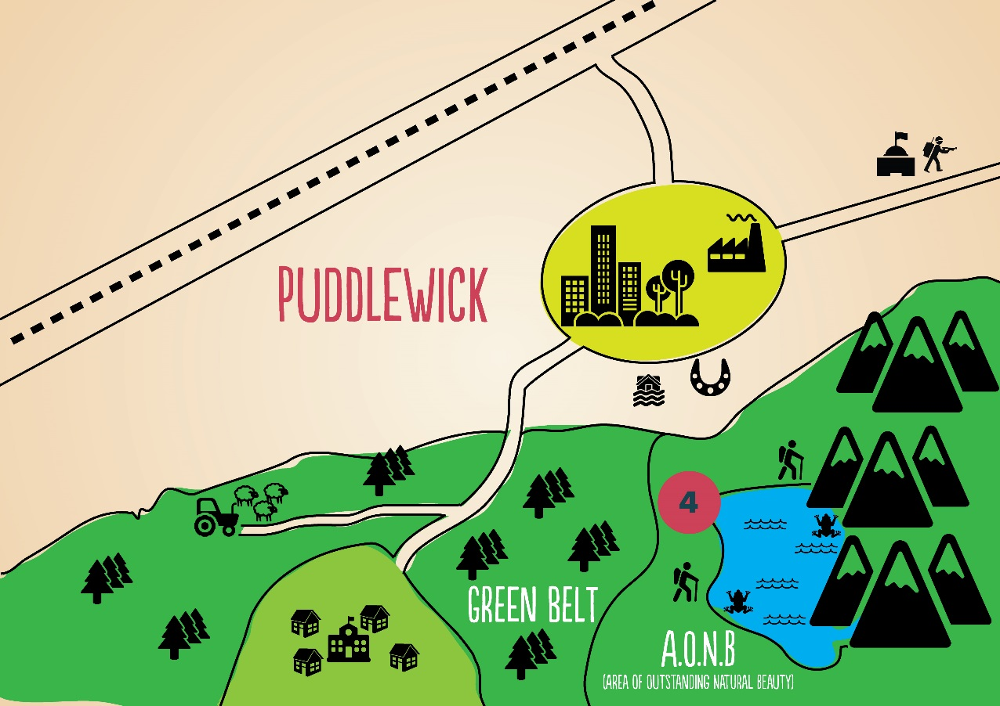 PUDDLEWICK
4
GREEN BELT
A.O.N.B
(AREA OF OUTSTANDING NATURAL BEAUTY)